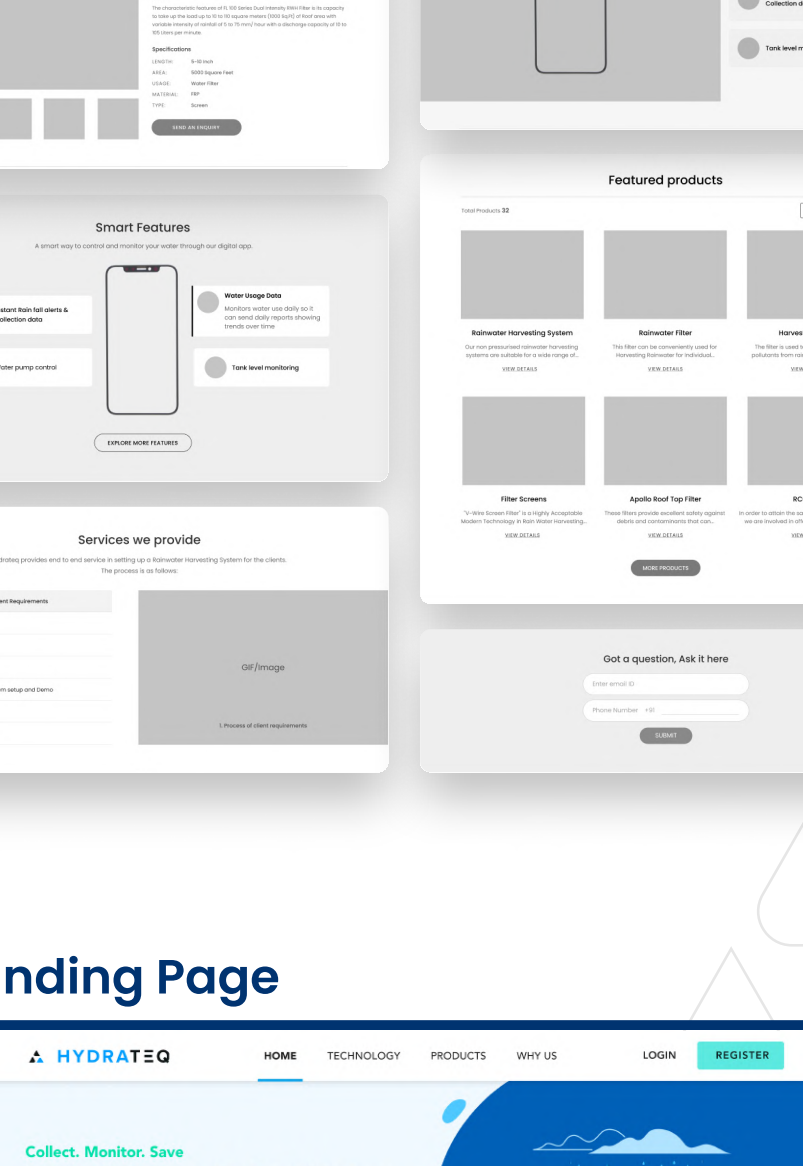 The characteristic features of FL 100 Series Dual Intensity RWH Filter is its capacity
to take up the load up to 10 to 110 square meters (1000 Sq.Ft) of Roof area with
variable intensity of rainfall of 5 to 75 mm/ hour with a discharge capacity of 10 to
105 Liters per minute.
Specifications
LENGTH: 5-10 Inch
AREA: 5000 Square Feet
USAGE: Water Filter
MATERIAL: FRP
TYPE: Screen
SEND AN ENQUIRY
Smart Features
A smart way to control and monitor your water through our digital app.
stant Rain fall alerts &
ollection data
ater pump control
Water Usage Data
Monitors water use daily so it
can send daily reports showing
trends over time
Tank level monitoring
EXPLORE MORE FEATURES
Services we provide
drateq provides end to end service in setting up a Rainwater Harvesting System for the clients.
The process is as follows:
ent Requirements
m setup and Demo
GIF/Image
1. Process of client requirements
Collection d
Tank level m
Featured products
Total Products 32
Rainwater Harvesting System
Our non pressurised rainwater harvesting
systems are suitable for a wide range of...
VIEW DETAILS
Rainwater Filter
This filter can be conveniently used for
Harvesting Rainwater for Individual...
VIEW DETAILS
Harves
The filter is used to
pollutants from rai
VIEW
Filter Screens
"V-Wire Screen Filter" is a Highly Acceptable
Modern Technology in Rain Water Harvesting...
VIEW DETAILS
Apollo Roof Top Filter
These filters provide excellent safety against
debris and contaminents that can...
VIEW DETAILS
RC
In order to attain the sa
we are involved in off
VIEW
MORE PRODUCTS
Got a question, Ask it here
Enter email ID
Phone Number +91
SUBMIT
nding Page
HYDRATEQ
HOME TECHNOLOGY PRODUCTS WHY US LOGIN REGISTER
Collect. Monitor. Save